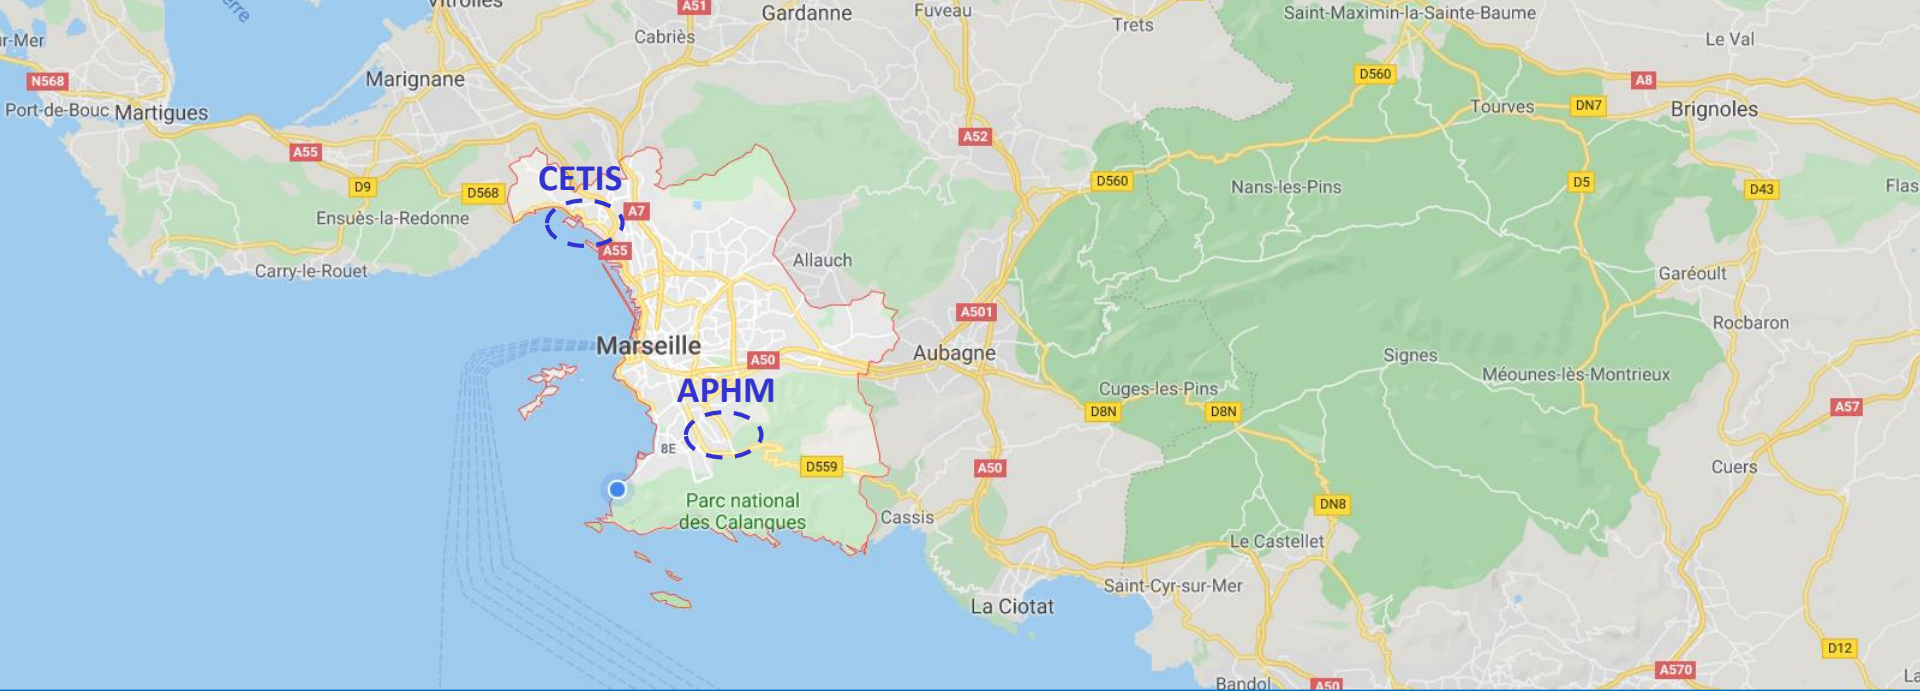 Vitrolles
A51
Gardanne
Fuveau
Saint-Maximin-la-Sainte-Baume
erre
r-Mer
Cabriès
Trets
Le Val
N568
Marignane
D560
A8
Port-de-Bouc
Martigues
Tourves
DN7
Brignoles
A55
A52
CETIS
D9
D568
D560
Nans-les-Pins
D5
D43
Flas
Ensuès-la-Redonne
A7
A55
Carry-le-Rouet
Allauch
Garéoult
A501
Rocbaron
Marseille
A50
Aubagne
Signes
Méounes-lès-Montrieux
APHM
Cuges-les-Pins
D8N
D8N
A57
8E
D559
A50
Cuers
Parc national
des Calanques
Cassis
DN8
Le Castellet
Saint-Cyr-sur-Mer
La Ciotat
D12
A570
La
Bandol
A50